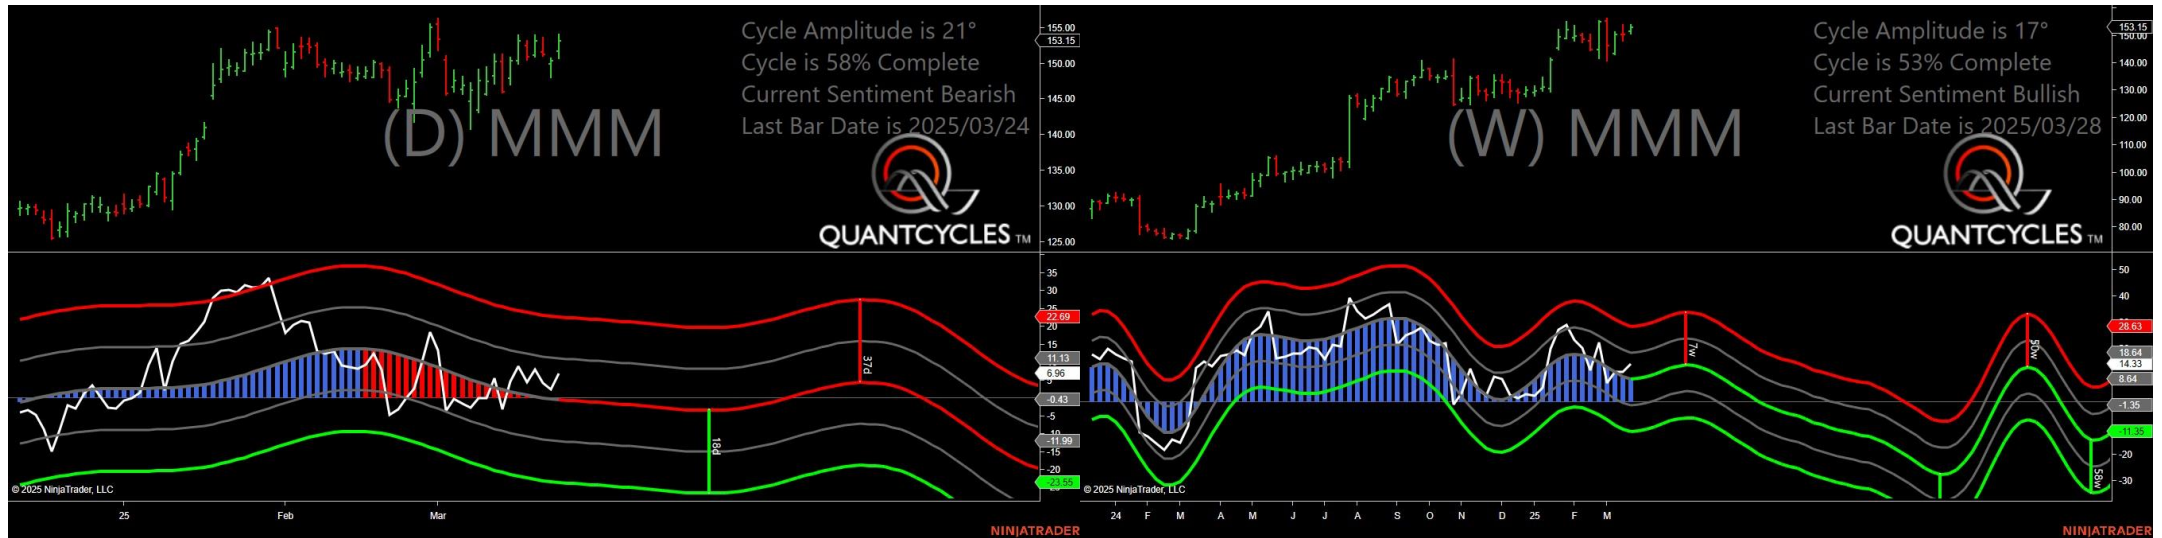 Cycle Amplitude is 21°
Cycle is 58% Complete
Current Sentiment Bearish
Last Bar Date is 2025/03/24
(D) MMM
QUANTCYCLES TM
155.00
153.15
150.00
145.00
140.00
135.00
130.00
125.00
35
30
25
22.69
20
15
11.13
6.96
-0.43
-5
-11.99
-15
-20
-23.55
37d
18d
© 2025 NinjaTrader, LLC
25
Feb
Mar
NINJATRADER
Cycle Amplitude is 17°
Cycle is 53% Complete
Current Sentiment Bullish
Last Bar Date is 2025/03/28
(W) MMM
QUANTCYCLES TM
153.15
150.00
140.00
130.00
120.00
110.00
100.00
90.00
80.00
50
40
28.63
18.64
14.33
8.64
-1.35
-11.35
-20
-30
7w
50w
58w
© 2025 NinjaTrader, LLC
24 F M A M J J A S O N D 25 F M
NINJATRADER